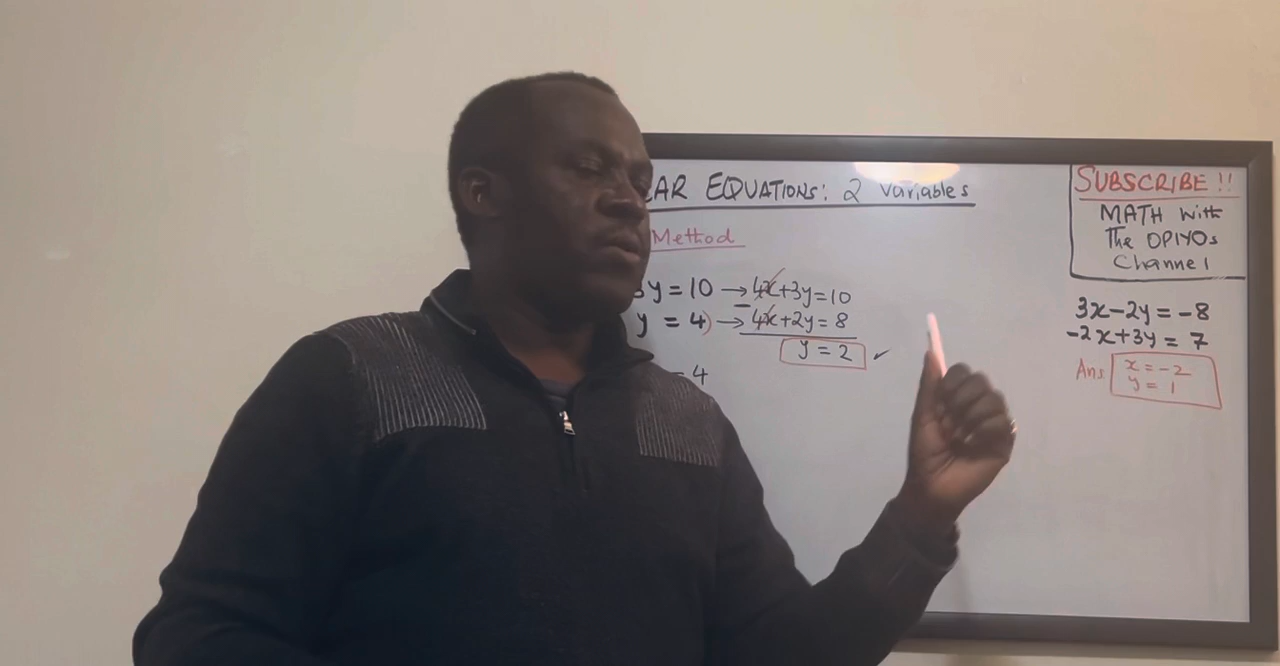 EAR EQUATIONS: 2 Variables
Method
3y = 10 → 4x+3y=10
y = 4) → 4x+2y = 8
y = 2 ✓
= 4
SUBSCRIBE!!
MATH With
The OPIYOs
Channel
3x-2y = -8
-2x+3y = 7
Ans x = -2
y = 1